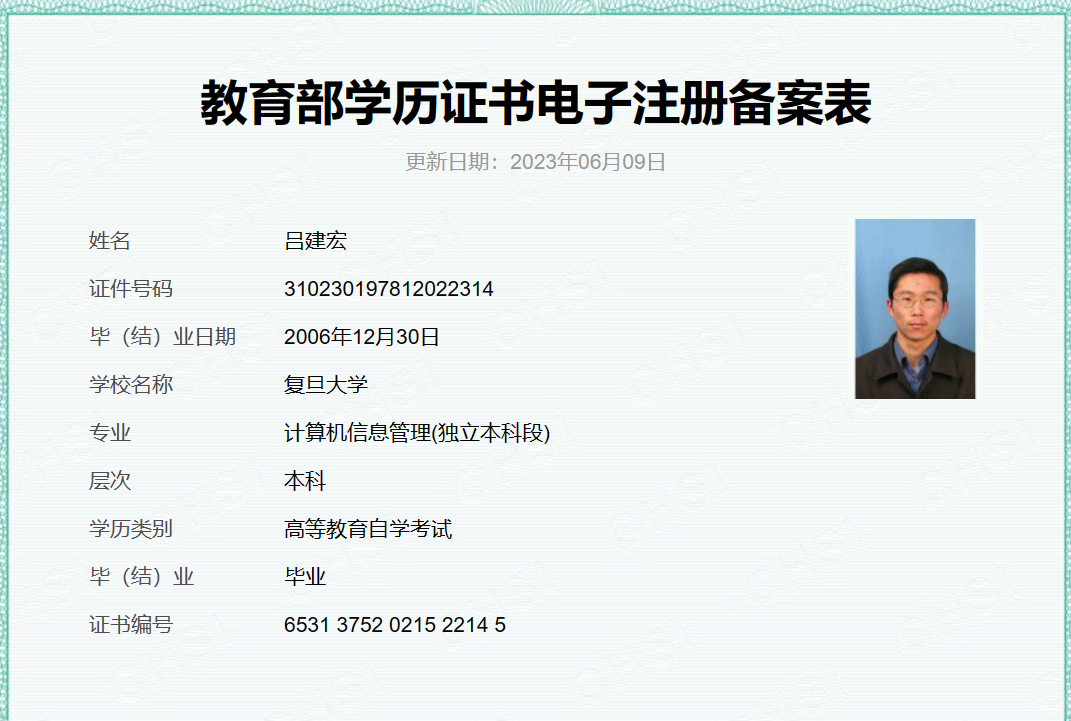 教育部学历证书电子注册备案表
更新日期：2023年06月09日
姓名 吕建宏
证件号码 310230197812022314
毕（结）业日期 2006年12月30日
学校名称 复旦大学
专业 计算机信息管理(独立本科段)
层次 本科
学历类别 高等教育自学考试
毕（结）业 毕业
证书编号 6531 3752 0215 2214 5